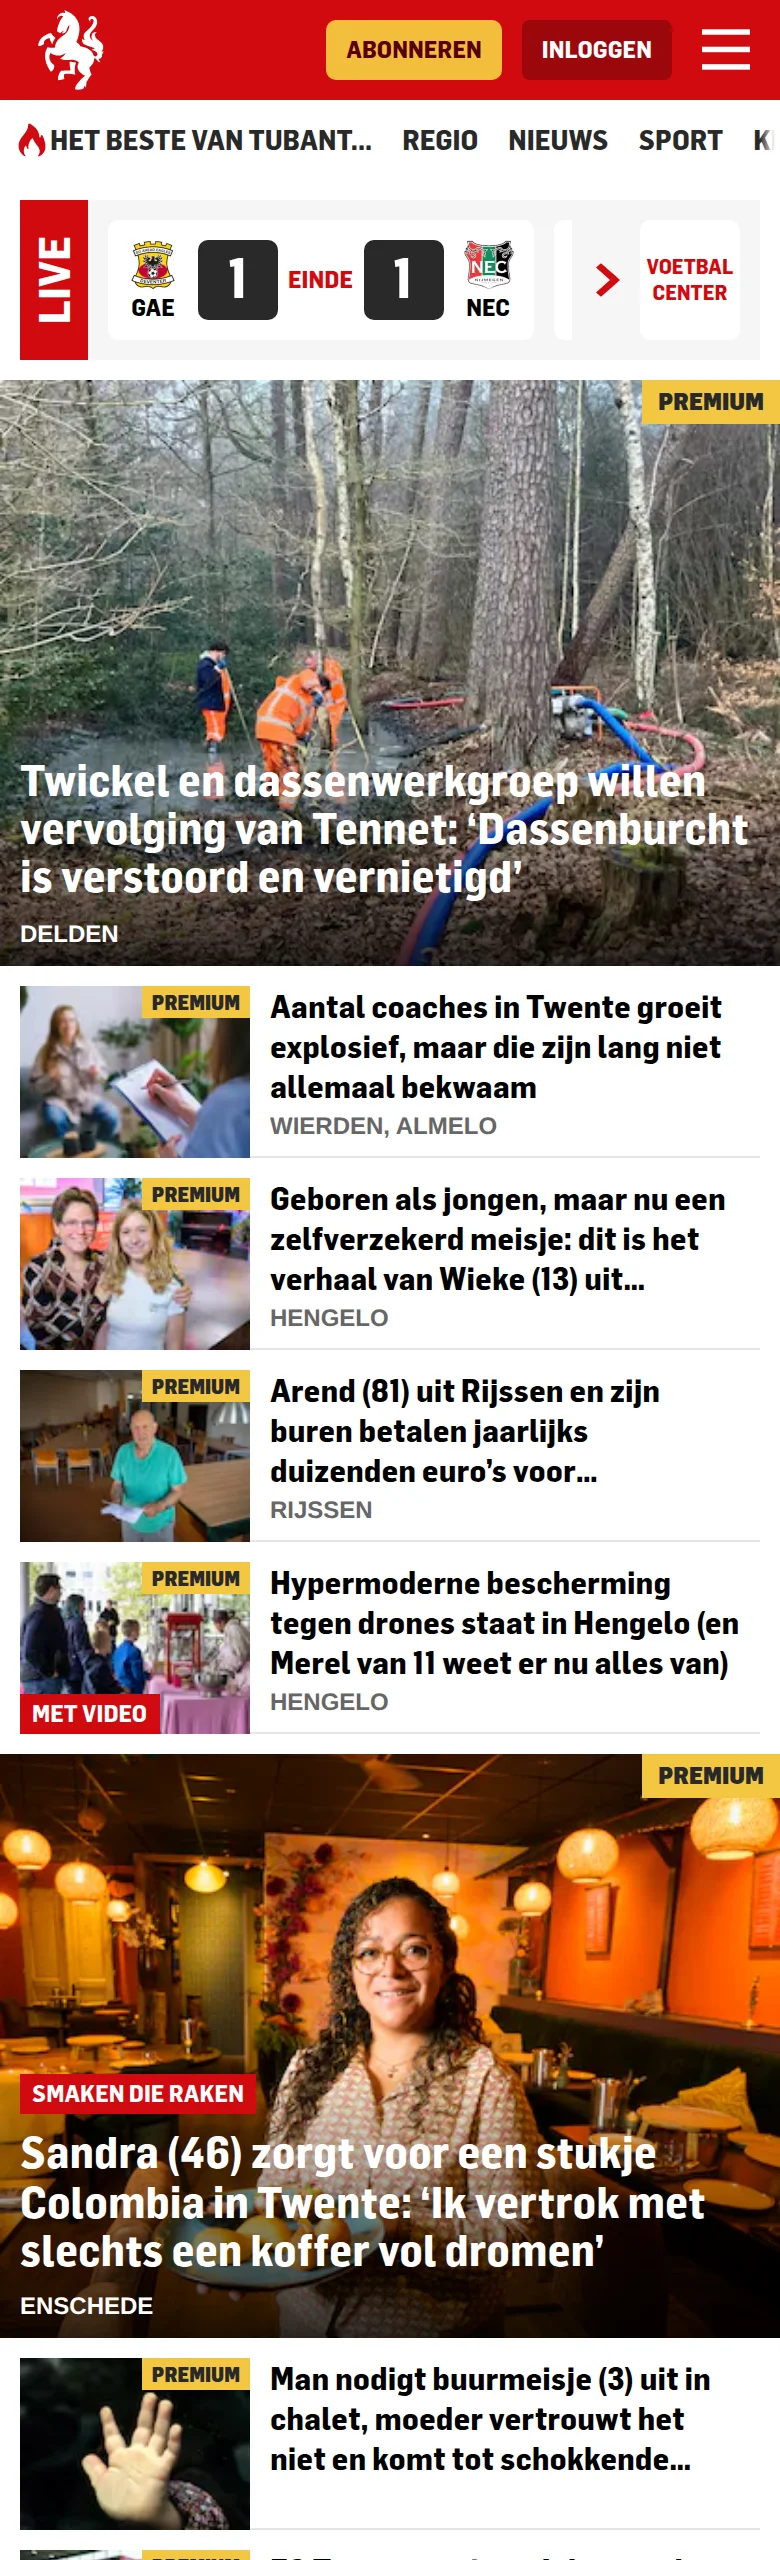 ABONNEREN
INLOGGEN
HET BESTE VAN TUBANT...
REGIO
NIEUWS
SPORT
LIVE
GAE
1
EINDE
1
NEC
NEC
VOETBAL
CENTER
PREMIUM
Twickel en dassenwerkgroep willen
vervolging van Tennet: ‘Dassenburcht
is verstoord en vernietigd’
DELDEN
PREMIUM
Aantal coaches in Twente groeit
explosief, maar die zijn lang niet
allemaal bekwaam
WIERDEN, ALMELO
PREMIUM
Geboren als jongen, maar nu een
zelfverzekerd meisje: dit is het
verhaal van Wieke (13) uit...
HENGELO
PREMIUM
Arend (81) uit Rijssen en zijn
buren betalen jaarlijks
duizenden euro’s voor...
RIJSSEN
PREMIUM
MET VIDEO
Hypermoderne bescherming
tegen drones staat in Hengelo (en
Merel van 11 weet er nu alles van)
HENGELO
PREMIUM
SMAKEN DIE RAKEN
Sandra (46) zorgt voor een stukje
Colombia in Twente: ‘Ik vertrok met
slechts een koffer vol dromen’
ENSCHEDE
PREMIUM
Man nodigt buurmeisje (3) uit in
chalet, moeder vertrouwt het
niet en komt tot schokkende...